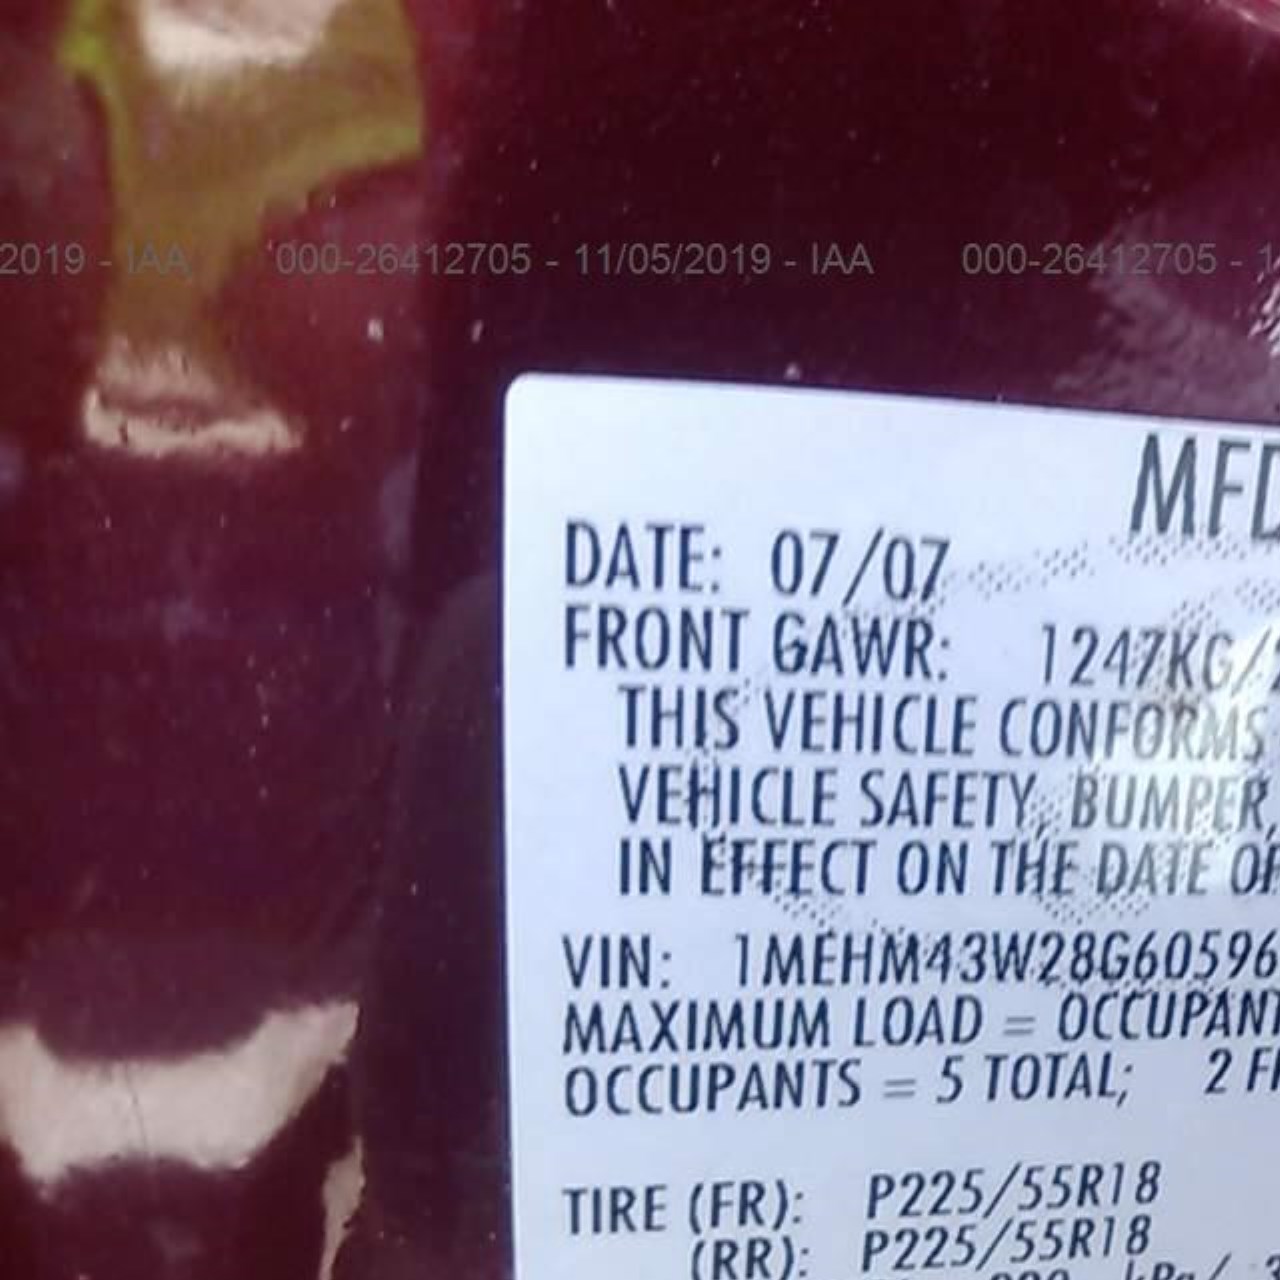 2019 - IAA 000-26412705 - 11/05/2019 - IAA 000-26412705 - 1
MFD
DATE: 07/07
FRONT GAWR: 1247KG/
THIS VEHICLE CONFORMS
VEHICLE SAFETY, BUMPER,
IN EFFECT ON THE DATE OF
VIN: 1MEHM43W28G60596
MAXIMUM LOAD = OCCUPANT
OCCUPANTS = 5 TOTAL; 2 F
TIRE (FR): P225/55R18
(RR): P225/55R18